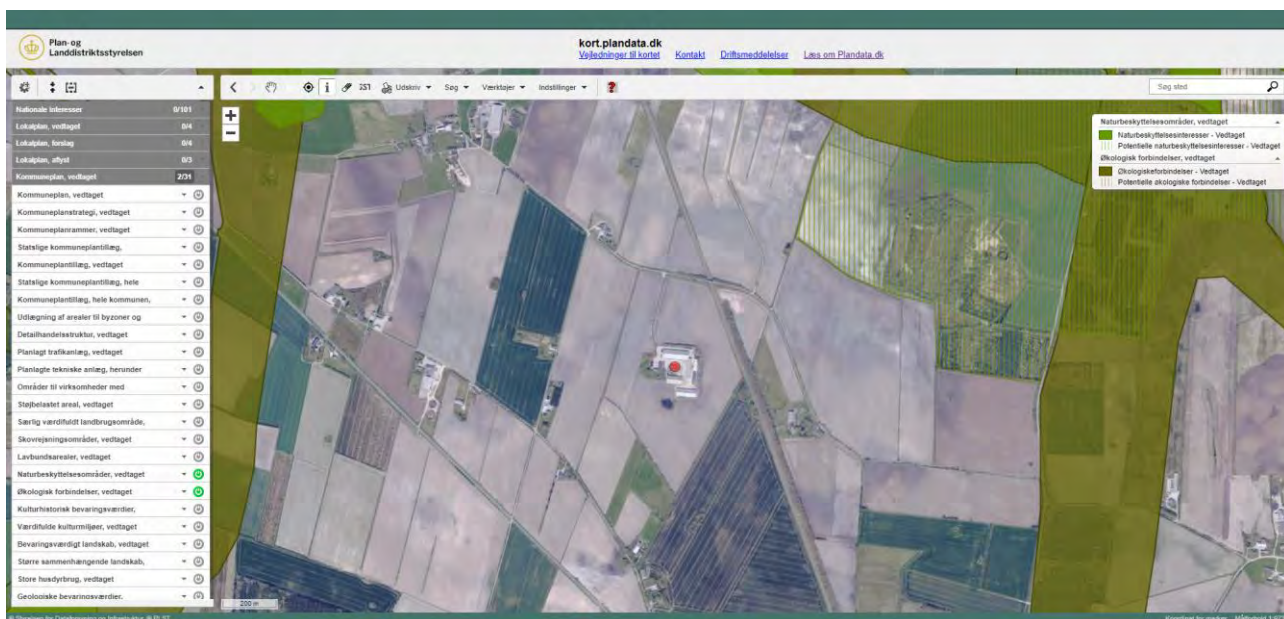 Plan- og
Landdistriktsstyrelsen
kort.plandata.dk
Vejledninger til kortet Kontakt Driftsmeddelelser Læs om Plandata.dk
Udskriv Søg Værktøjer Indstillinger ?
Søg sted
Nationale interesser 0/101
Lokalplan, vedtaget 0/4
Lokalplan, forslag 0/4
Lokalplan, aflyst 0/3
Kommuneplan, vedtaget 2/31
Kommuneplan, vedtaget
Kommuneplanstrategi, vedtaget
Kommuneplanrammer, vedtaget
Statslige kommuneplantillæg,
Kommuneplantillæg, vedtaget
Statslige kommuneplantillæg, hele
Kommuneplantillæg, hele kommunen,
Udlægning af arealer til byzoner og
Detailhandelsstruktur, vedtaget
Planlagt trafikanlæg, vedtaget
Planlagte tekniske anlæg, herunder
Områder til virksomheder med
Støjbelastet areal, vedtaget
Særlig værdifuldt landbrugsområde,
Skovrejsningsområder, vedtaget
Lavbundsarealer, vedtaget
Naturbeskyttelsesområder, vedtaget
Økologisk forbindelser, vedtaget
Kulturhistorisk bevaringsværdier,
Værdifulde kulturmiljøer, vedtaget
Bevaringsværdigt landskab, vedtaget
Større sammenhængende landskab,
Store husdyrbrug, vedtaget
Geologiske bevaringsværdier,
+
−
Naturbeskyttelsesområder, vedtaget
Naturbeskyttelsesinteresser - Vedtaget
Potentielle naturbeskyttelsesinteresser - Vedtaget
Økologisk forbindelser, vedtaget
Økologiskeforbindelser - Vedtaget
Potentielle økologiske forbindelser - Vedtaget
200 m